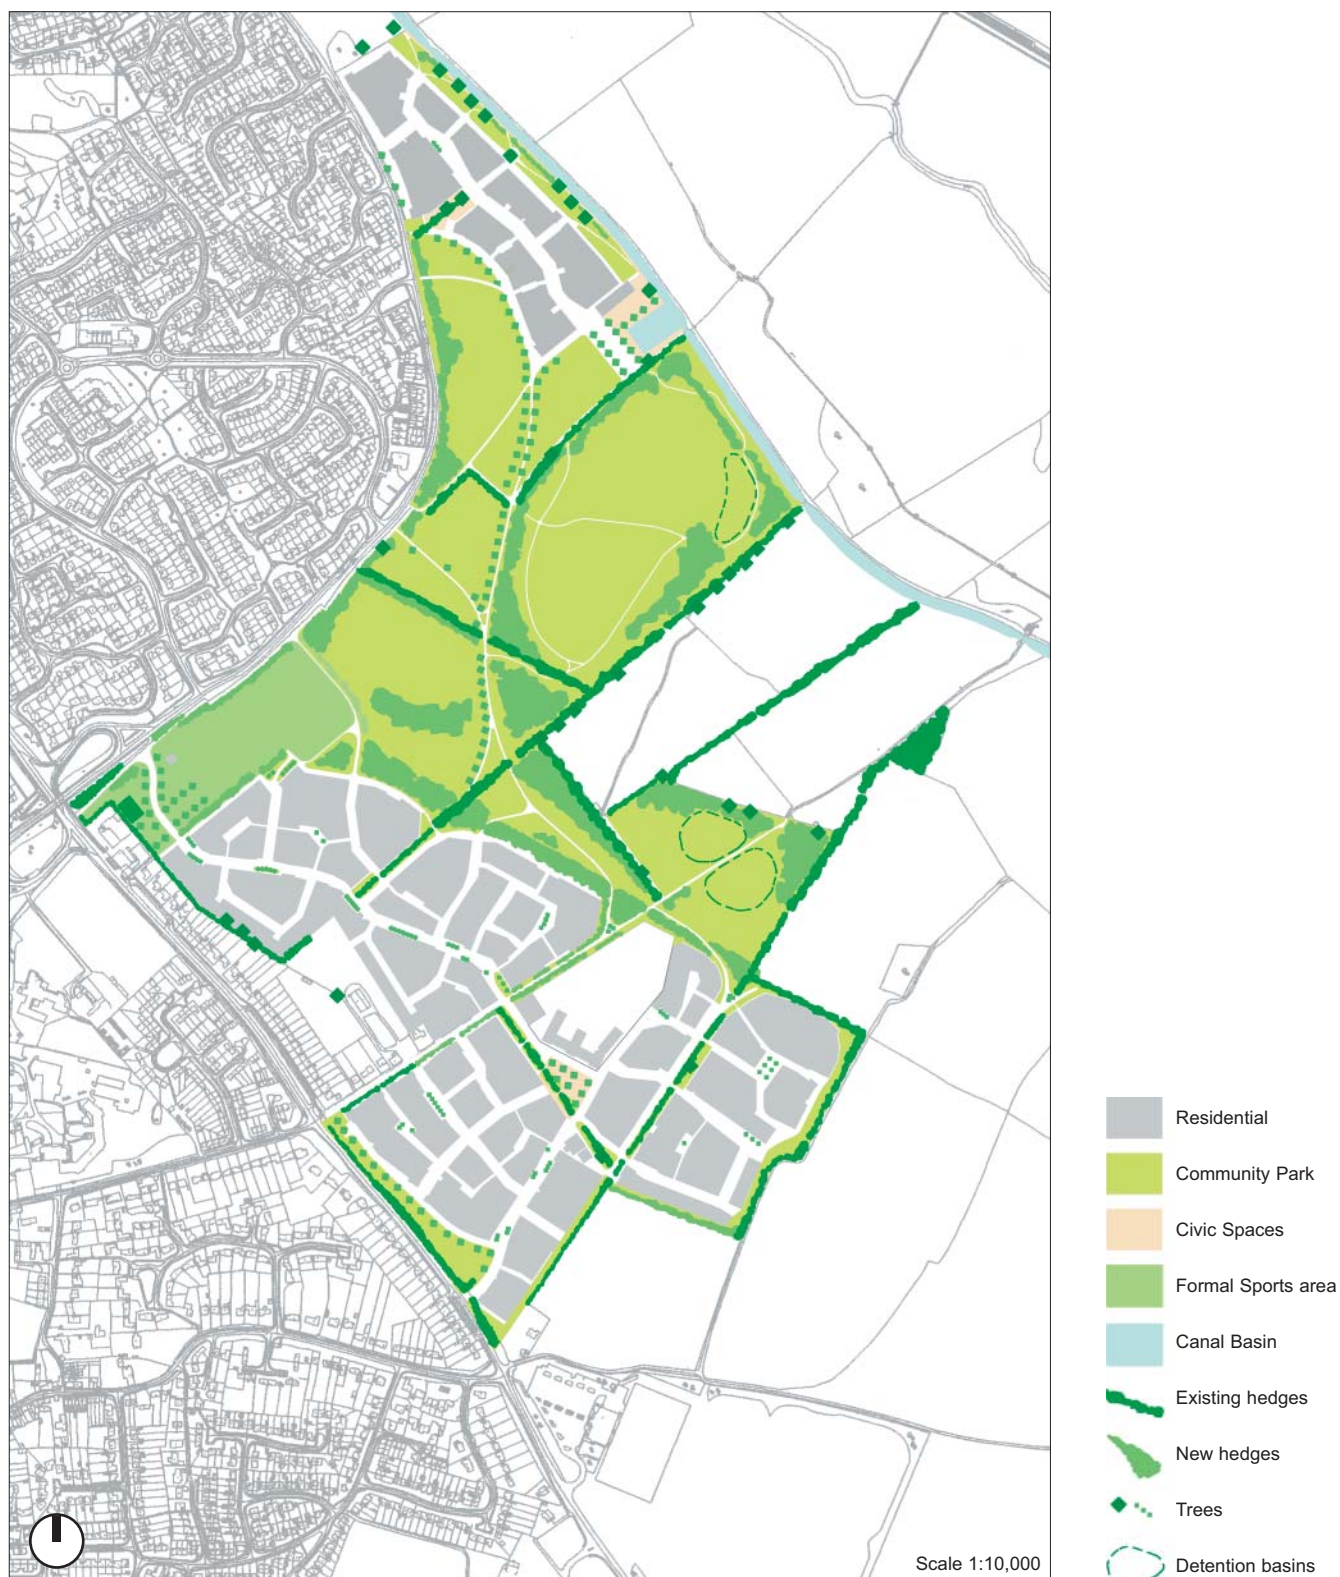 Residential
Community Park
Civic Spaces
Formal Sports area
Canal Basin
Existing hedges
New hedges
Trees
Detention basins
Scale 1:10,000